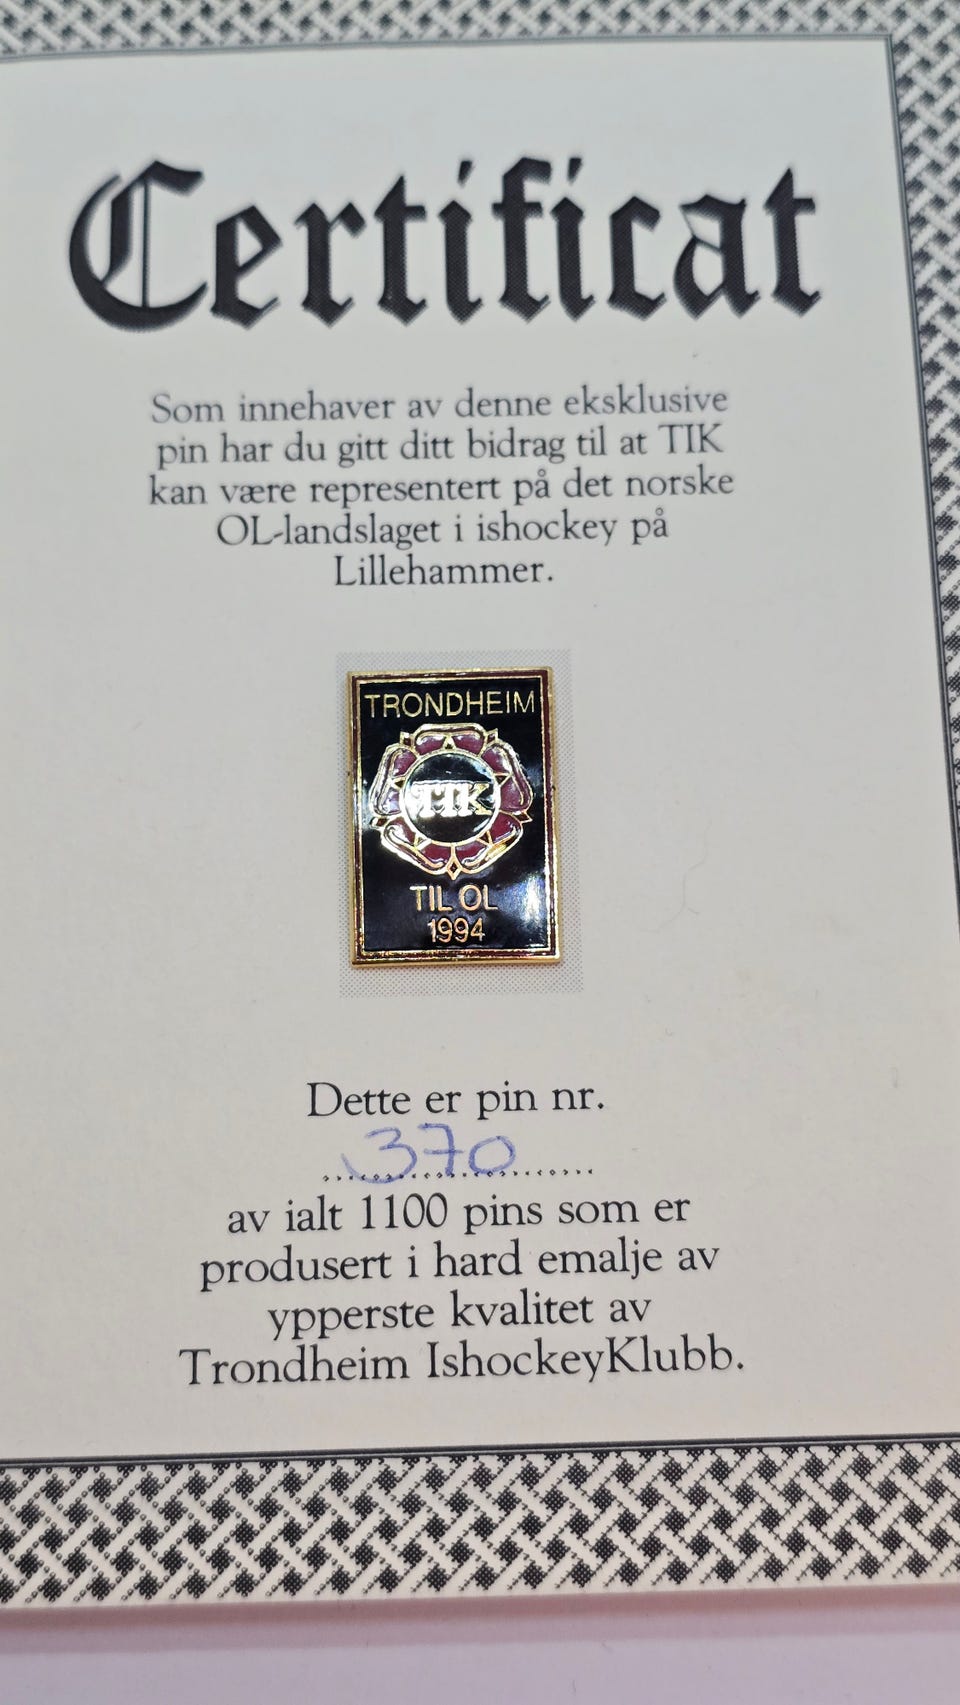 Certificat
Som innehaver av denne eksklusive
pin har du gitt ditt bidrag til at TIK
kan være representert på det norske
OL-landslaget i ishockey på
Lillehammer.
TRONDHEIM
TIK
TIL OL
1994
Dette er pin nr.
370
av ialt 1100 pins som er
produsert i hard emalje av
ypperste kvalitet av
Trondheim IshockeyKlubb.